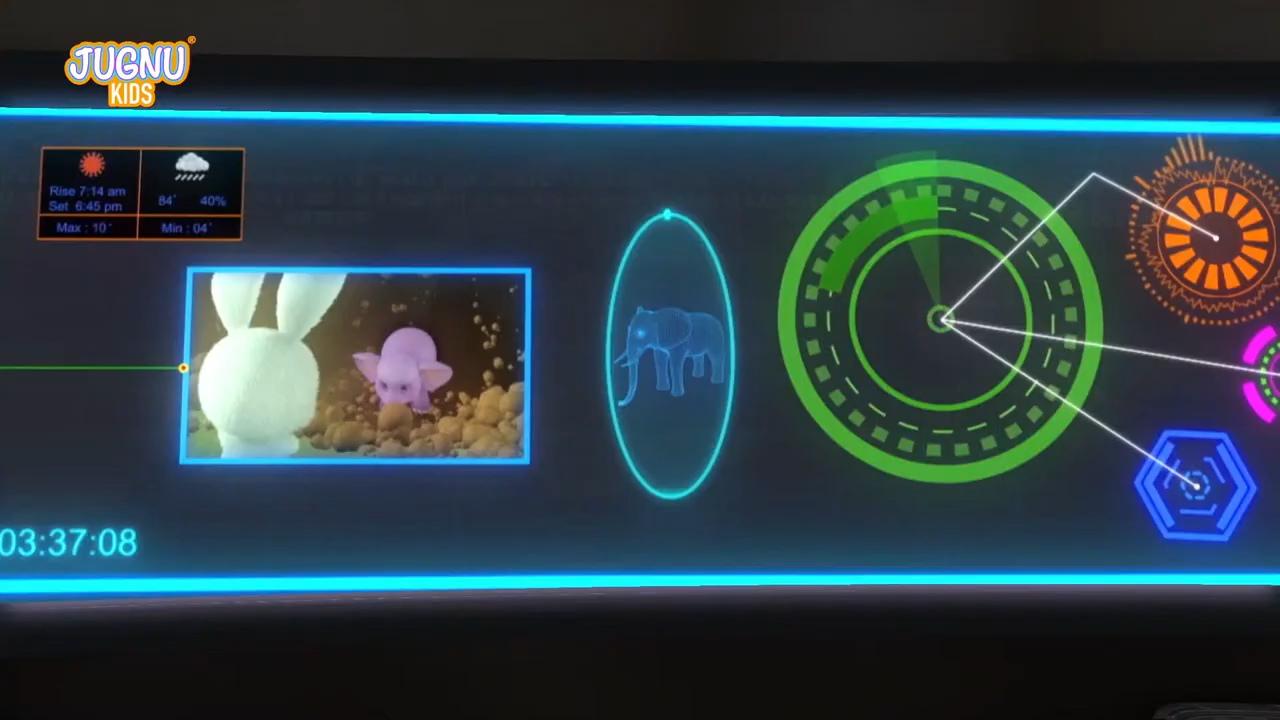 JUGNU®
KIDS
Rise 7:14 am
Set 6:45 pm
84° 40%
Max : 10° Min : 04°
03:37:08